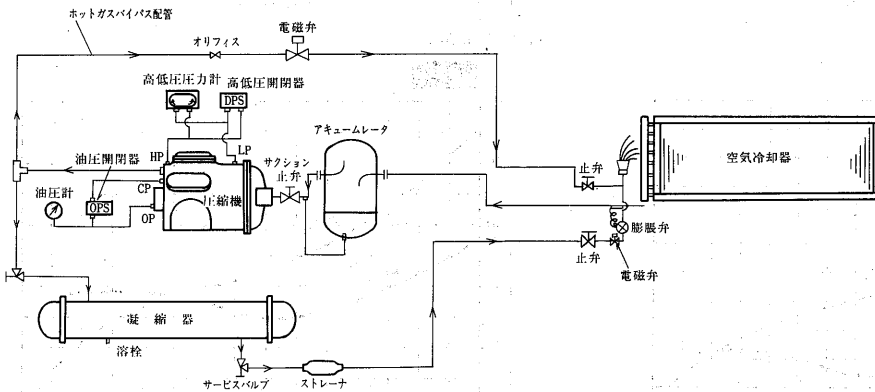 ホットガスバイパス配管
オリフィス
電磁弁
高低圧圧力計
高低圧開閉器
DPS
アキュームレータ
HP
LP
油圧開閉器
サクション
止弁
油圧計
CP
OPS
OP
圧縮機
空気冷却器
止弁
膨脹弁
止弁
電磁弁
凝縮器
溶栓
サービスバルブ
ストレーナ